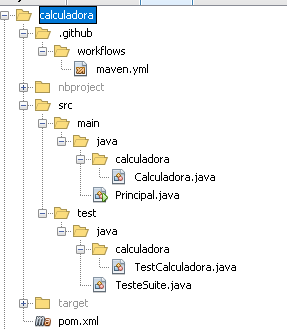 calculadora
.github
workflows
maven.yml
nbproject
src
main
java
calculadora
Calculadora.java
Principal.java
test
java
calculadora
TestCalculadora.java
TesteSuite.java
target
pom.xml